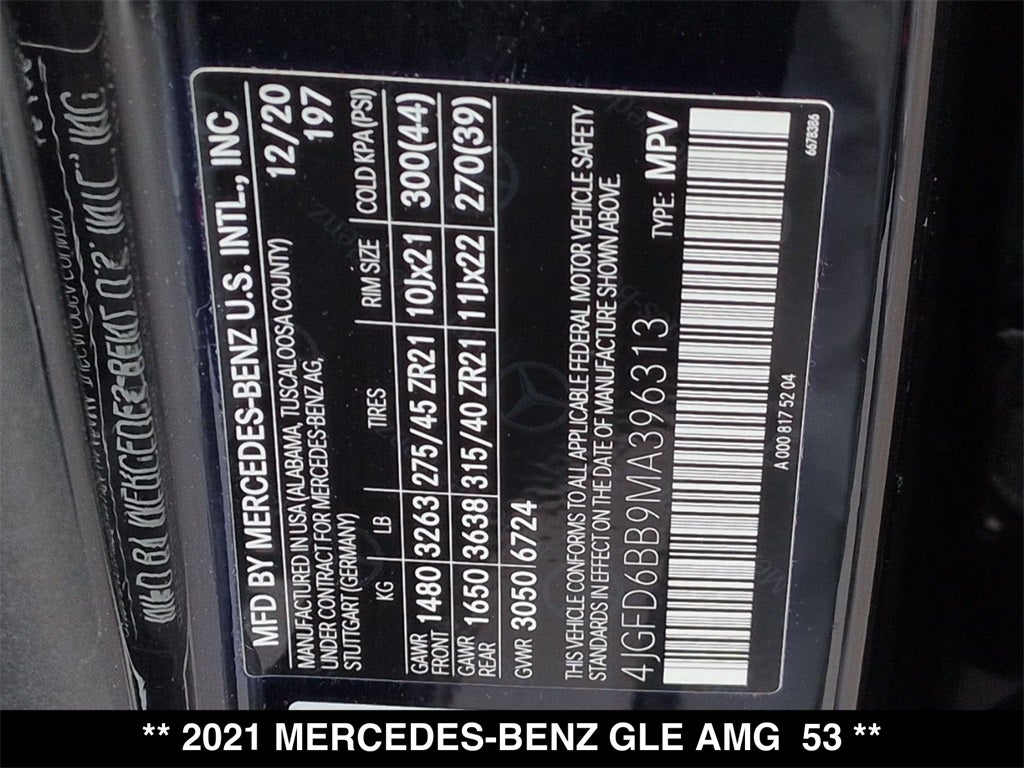 MFD BY MERCEDES-BENZ U.S. INTL., INC
MANUFACTURED IN USA (ALABAMA, TUSCALOOSA COUNTY) 12/20
UNDER CONTRACT FOR MERCEDES-BENZ AG, 197
STUTTGART (GERMANY)
KG LB TIRES RIM SIZE COLD KPA(PSI)
GAWR FRONT 1480 3263 275/45 ZR21 10Jx21 300(44)
GAWR REAR 1650 3638 315/40 ZR21 11Jx22 270(39)
GVWR 3050 6724
THIS VEHICLE CONFORMS TO ALL APPLICABLE FEDERAL MOTOR VEHICLE SAFETY
STANDARDS IN EFFECT ON THE DATE OF MANUFACTURE SHOWN ABOVE.
4JGFD6BB9MA396313 TYPE: MPV
A 000 817 52 04 6678386
** 2021 MERCEDES-BENZ GLE AMG 53 **